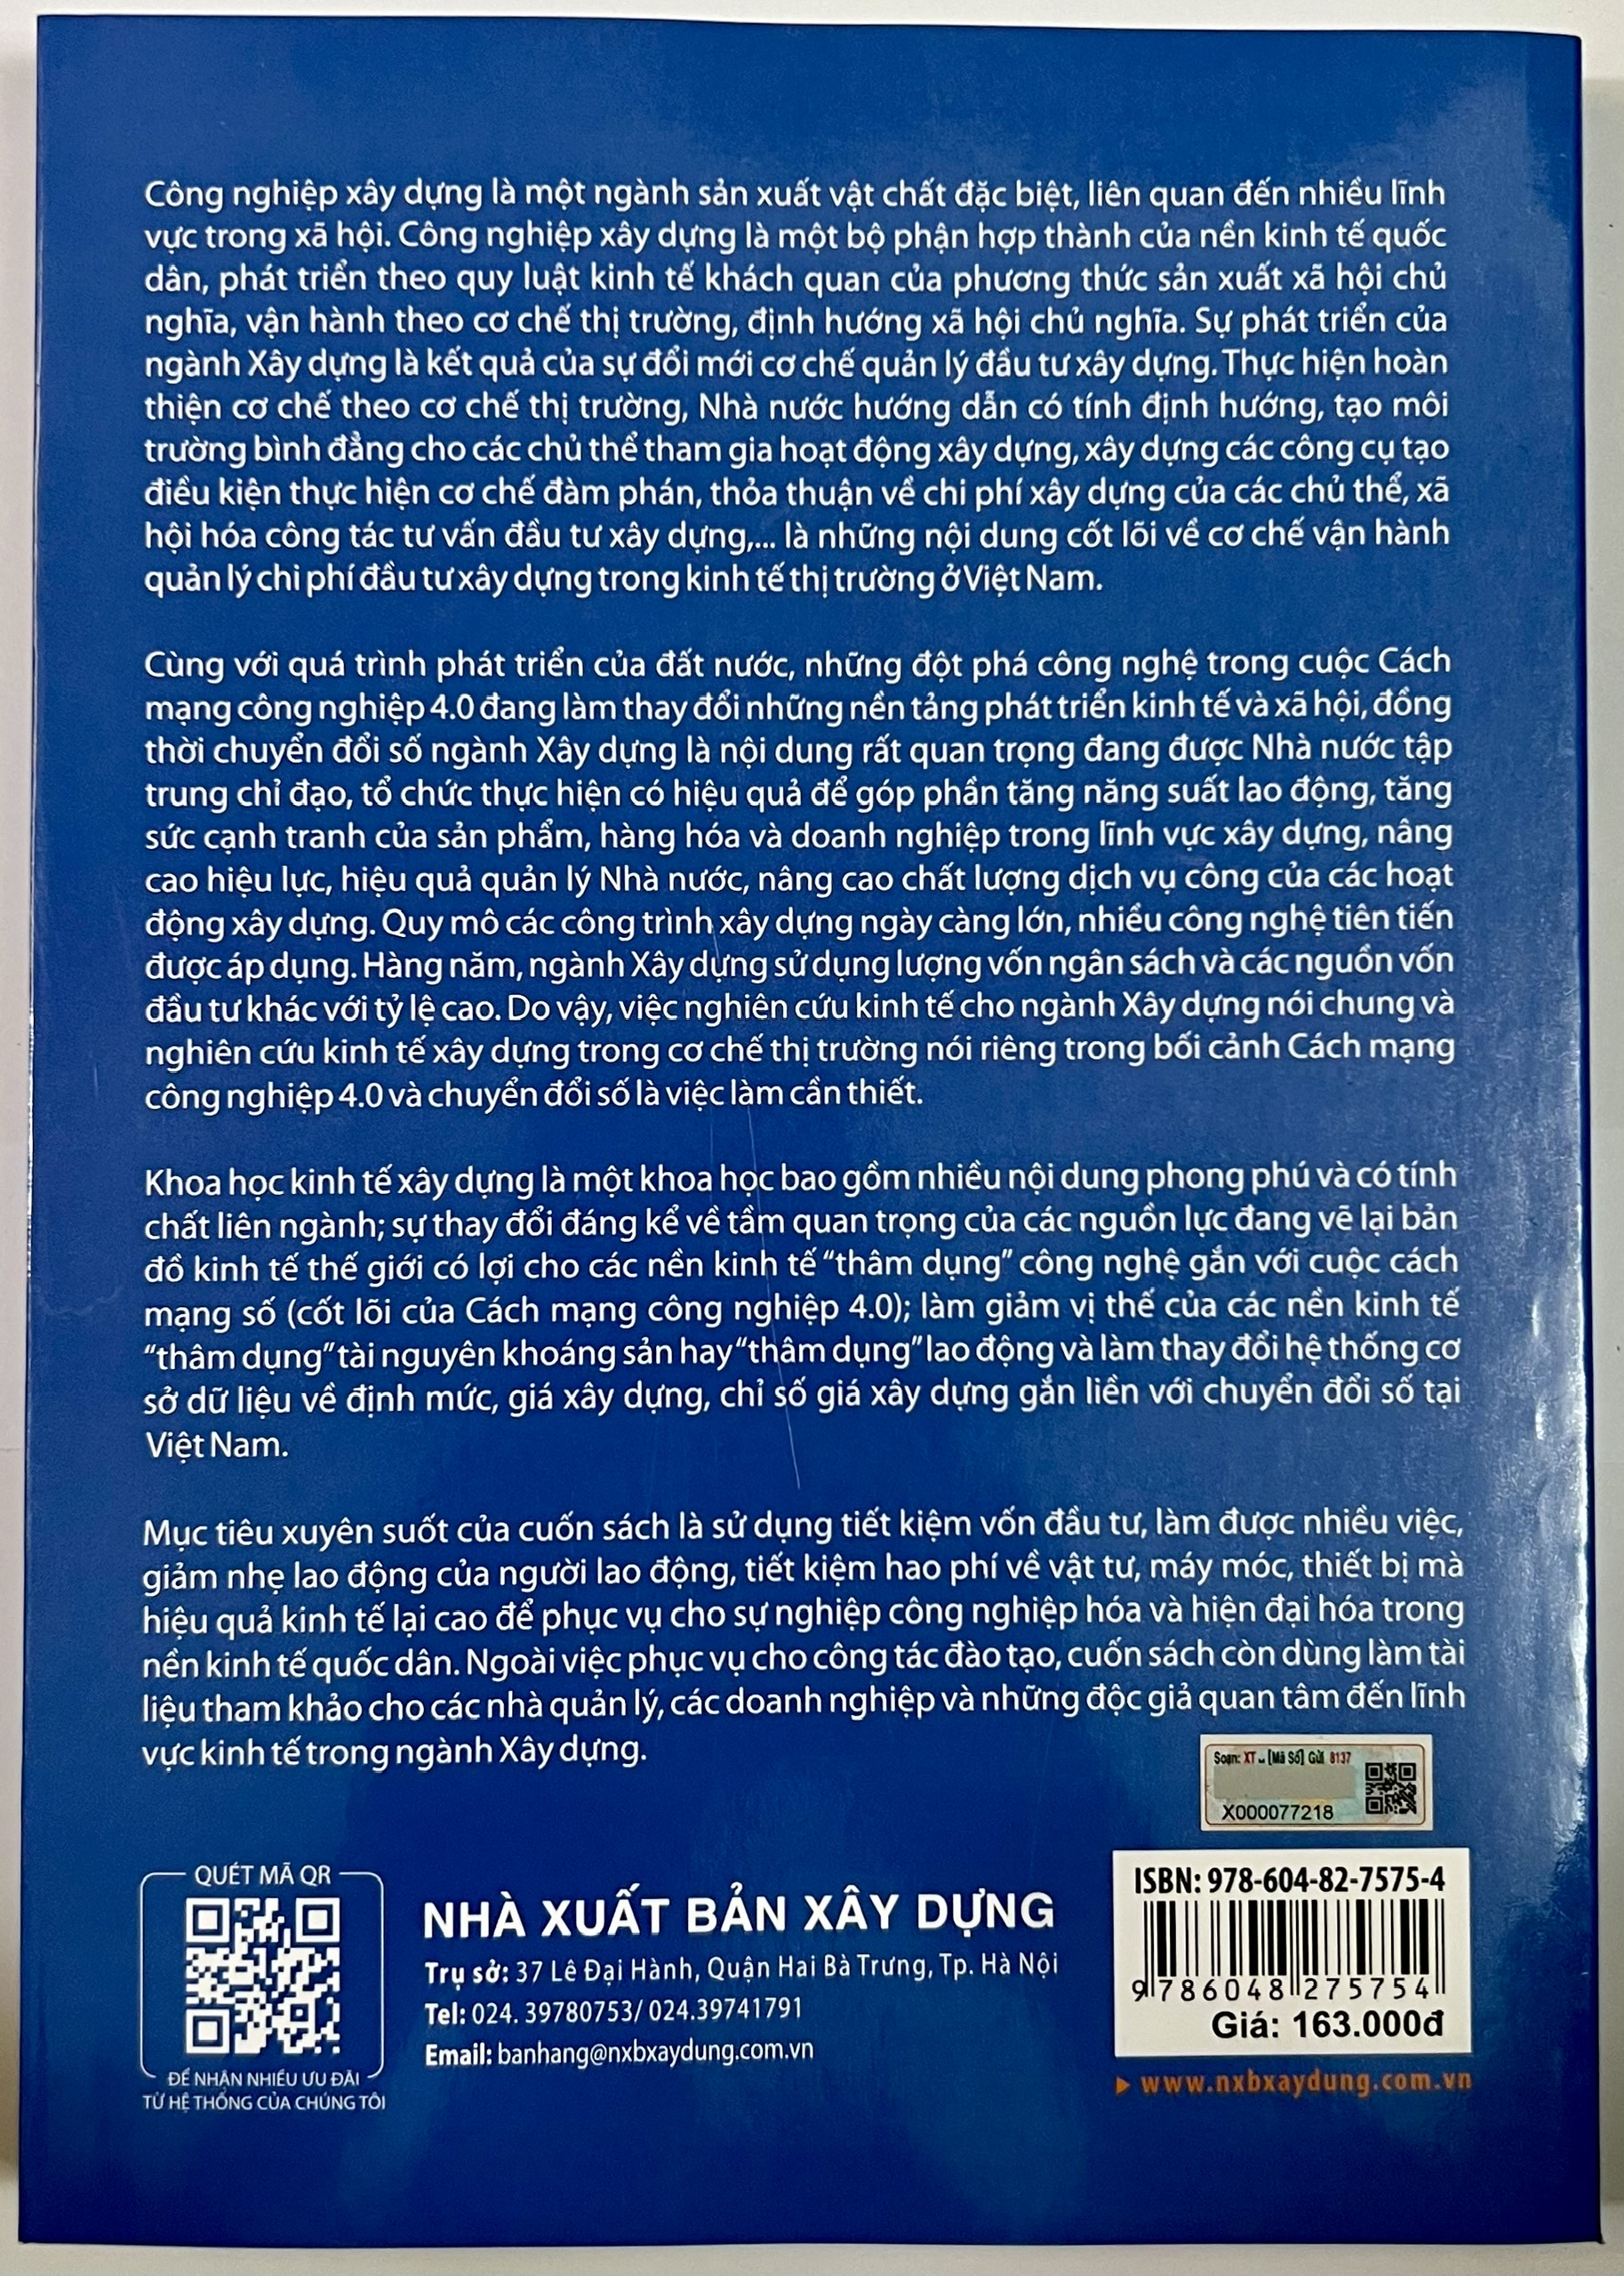 Công nghiệp xây dựng là một ngành sản xuất vật chất đặc biệt, liên quan đến nhiều lĩnh
vực trong xã hội. Công nghiệp xây dựng là một bộ phận hợp thành của nền kinh tế quốc
dân, phát triển theo quy luật kinh tế khách quan của phương thức sản xuất xã hội chủ
nghĩa, vận hành theo cơ chế thị trường, định hướng xã hội chủ nghĩa. Sự phát triển của
ngành Xây dựng là kết quả của sự đổi mới cơ chế quản lý đầu tư xây dựng. Thực hiện hoàn
thiện cơ chế theo cơ chế thị trường, Nhà nước hướng dẫn có tính định hướng, tạo môi
trường bình đẳng cho các chủ thể tham gia hoạt động xây dựng, xây dựng các công cụ tạo
điều kiện thực hiện cơ chế đàm phán, thỏa thuận về chi phí xây dựng của các chủ thể, xã
hội hóa công tác tư vấn đầu tư xây dựng,... là những nội dung cốt lõi về cơ chế vận hành
quản lý chi phí đầu tư xây dựng trong kinh tế thị trường ở Việt Nam.
Cùng với quá trình phát triển của đất nước, những đột phá công nghệ trong cuộc Cách
mạng công nghiệp 4.0 đang làm thay đổi những nền tảng phát triển kinh tế và xã hội, đồng
thời chuyển đổi số ngành Xây dựng là nội dung rất quan trọng đang được Nhà nước tập
trung chỉ đạo, tổ chức thực hiện có hiệu quả để góp phần tăng năng suất lao động, tăng
sức cạnh tranh của sản phẩm, hàng hóa và doanh nghiệp trong lĩnh vực xây dựng, nâng
cao hiệu lực, hiệu quả quản lý Nhà nước, nâng cao chất lượng dịch vụ công của các hoạt
động xây dựng. Quy mô các công trình xây dựng ngày càng lớn, nhiều công nghệ tiên tiến
được áp dụng. Hàng năm, ngành Xây dựng sử dụng lượng vốn ngân sách và các nguồn vốn
đầu tư khác với tỷ lệ cao. Do vậy, việc nghiên cứu kinh tế cho ngành Xây dựng nói chung và
nghiên cứu kinh tế xây dựng trong cơ chế thị trường nói riêng trong bối cảnh Cách mạng
công nghiệp 4.0 và chuyển đổi số là việc làm cần thiết.
Khoa học kinh tế xây dựng là một khoa học bao gồm nhiều nội dung phong phú và có tính
chất liên ngành; sự thay đổi đáng kể về tầm quan trọng của các nguồn lực đang vẽ lại bản
đồ kinh tế thế giới có lợi cho các nền kinh tế “thâm dụng” công nghệ gắn với cuộc cách
mạng số (cốt lõi của Cách mạng công nghiệp 4.0); làm giảm vị thế của các nền kinh tế
“thâm dụng” tài nguyên khoáng sản hay “thâm dụng” lao động và làm thay đổi hệ thống cơ
sở dữ liệu về định mức, giá xây dựng, chỉ số giá xây dựng gắn liền với chuyển đổi số tại
Việt Nam.
Mục tiêu xuyên suốt của cuốn sách là sử dụng tiết kiệm vốn đầu tư, làm được nhiều việc,
giảm nhẹ lao động của người lao động, tiết kiệm hao phí về vật tư, máy móc, thiết bị mà
hiệu quả kinh tế lại cao để phục vụ cho sự nghiệp công nghiệp hóa và hiện đại hóa trong
nền kinh tế quốc dân. Ngoài việc phục vụ cho công tác đào tạo, cuốn sách còn dùng làm tài
liệu tham khảo cho các nhà quản lý, các doanh nghiệp và những độc giả quan tâm đến lĩnh
vực kinh tế trong ngành Xây dựng.
Soạn: XT [Mã Số] Gửi 8137
X000077218
QUÉT MÃ QR
ĐỂ NHẬN NHIỀU ƯU ĐÃI
TỪ HỆ THỐNG CỦA CHÚNG TÔI
NHÀ XUẤT BẢN XÂY DỰNG
Trụ sở: 37 Lê Đại Hành, Quận Hai Bà Trưng, Tp. Hà Nội
Tel: 024. 39780753/ 024.39741791
Email: banhang@nxbxaydung.com.vn
ISBN: 978-604-82-7575-4
9 786048 275754
Giá: 163.000đ
www.nxbxaydung.com.vn